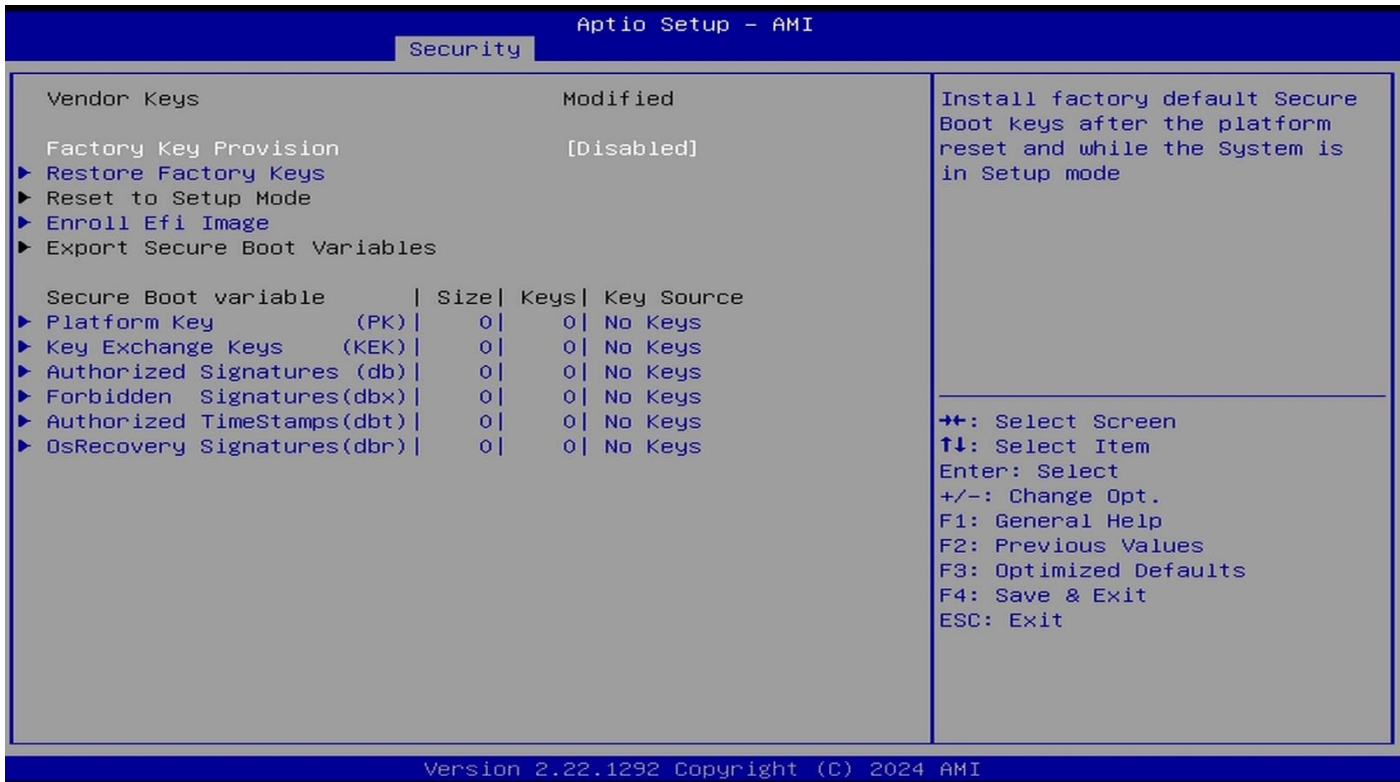 Aptio Setup – AMI
Security
Vendor Keys Modified
Factory Key Provision [Disabled]
▶ Restore Factory Keys
▶ Reset to Setup Mode
▶ Enroll Efi Image
▶ Export Secure Boot Variables
Secure Boot variable | Size| Keys| Key Source
▶ Platform Key (PK)| 0| 0| No Keys
▶ Key Exchange Keys (KEK)| 0| 0| No Keys
▶ Authorized Signatures (db)| 0| 0| No Keys
▶ Forbidden Signatures(dbx)| 0| 0| No Keys
▶ Authorized TimeStamps(dbt)| 0| 0| No Keys
▶ OsRecovery Signatures(dbr)| 0| 0| No Keys
Install factory default Secure
Boot keys after the platform
reset and while the System is
in Setup mode
→←: Select Screen
↑↓: Select Item
Enter: Select
+/-: Change Opt.
F1: General Help
F2: Previous Values
F3: Optimized Defaults
F4: Save & Exit
ESC: Exit
Version 2.22.1292 Copyright (C) 2024 AMI